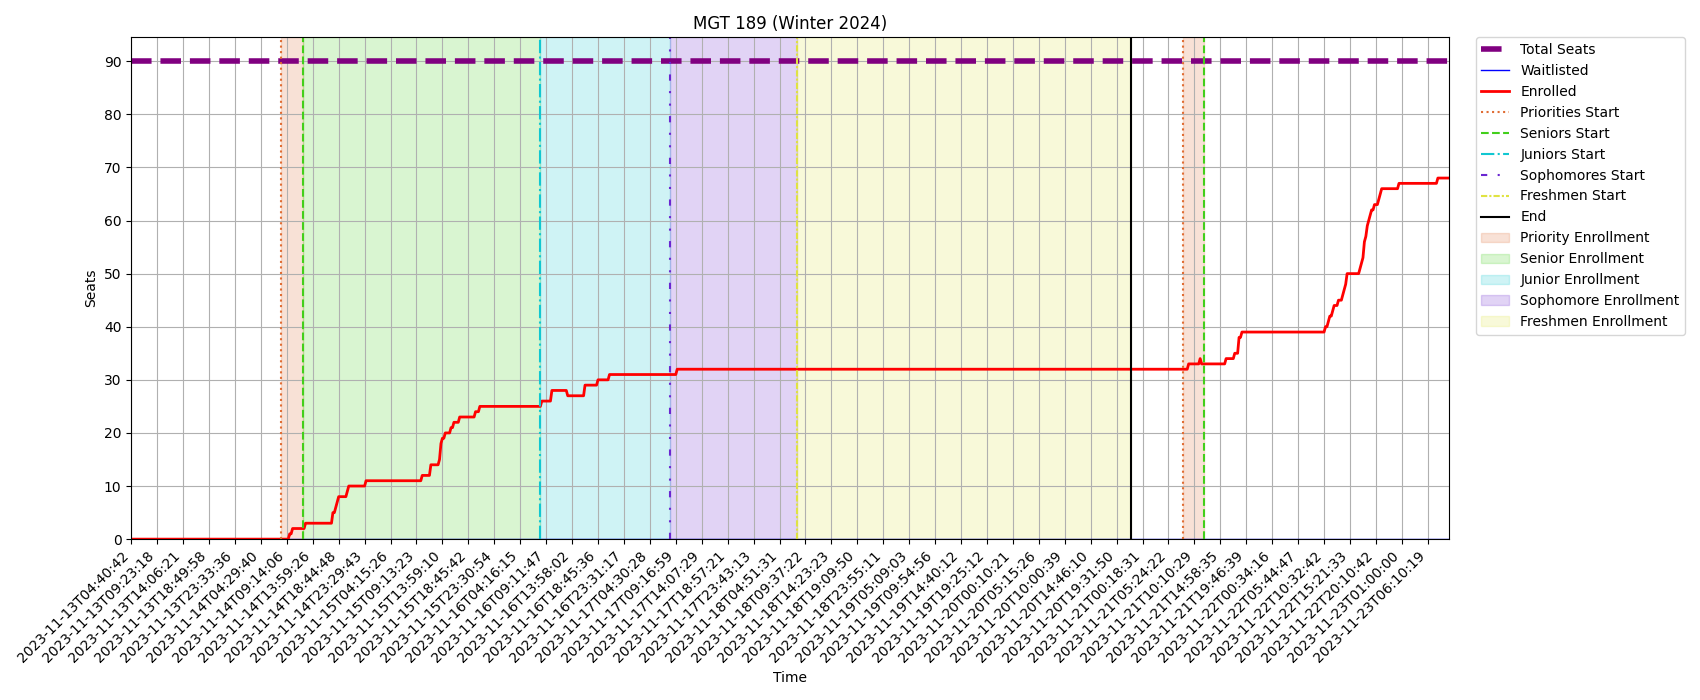 MGT 189 (Winter 2024)
Seats
90
80
70
60
50
40
30
20
10
0
2023-11-13T04:40:42
2023-11-13T09:23:18
2023-11-13T14:06:21
2023-11-13T18:49:58
2023-11-13T23:33:36
2023-11-14T04:29:40
2023-11-14T09:14:06
2023-11-14T13:59:26
2023-11-14T18:44:48
2023-11-14T23:29:43
2023-11-15T04:15:26
2023-11-15T09:13:23
2023-11-15T13:59:10
2023-11-15T18:45:42
2023-11-15T23:30:54
2023-11-16T04:16:15
2023-11-16T09:11:47
2023-11-16T13:58:02
2023-11-16T18:45:36
2023-11-16T23:31:17
2023-11-17T04:30:28
2023-11-17T09:16:59
2023-11-17T14:07:29
2023-11-17T18:57:21
2023-11-17T23:43:13
2023-11-18T04:51:31
2023-11-18T09:37:22
2023-11-18T14:23:23
2023-11-18T19:09:50
2023-11-18T23:55:11
2023-11-19T05:09:03
2023-11-19T09:54:56
2023-11-19T14:40:12
2023-11-19T19:25:12
2023-11-20T00:10:21
2023-11-20T05:15:26
2023-11-20T10:00:39
2023-11-20T14:46:10
2023-11-20T19:31:50
2023-11-21T00:18:31
2023-11-21T05:24:22
2023-11-21T10:10:29
2023-11-21T14:58:35
2023-11-21T19:46:39
2023-11-22T00:34:16
2023-11-22T05:44:47
2023-11-22T10:32:42
2023-11-22T15:21:33
2023-11-22T20:10:42
2023-11-23T01:00:00
2023-11-23T06:10:19
Time
Total Seats
Waitlisted
Enrolled
Priorities Start
Seniors Start
Juniors Start
Sophomores Start
Freshmen Start
End
Priority Enrollment
Senior Enrollment
Junior Enrollment
Sophomore Enrollment
Freshmen Enrollment